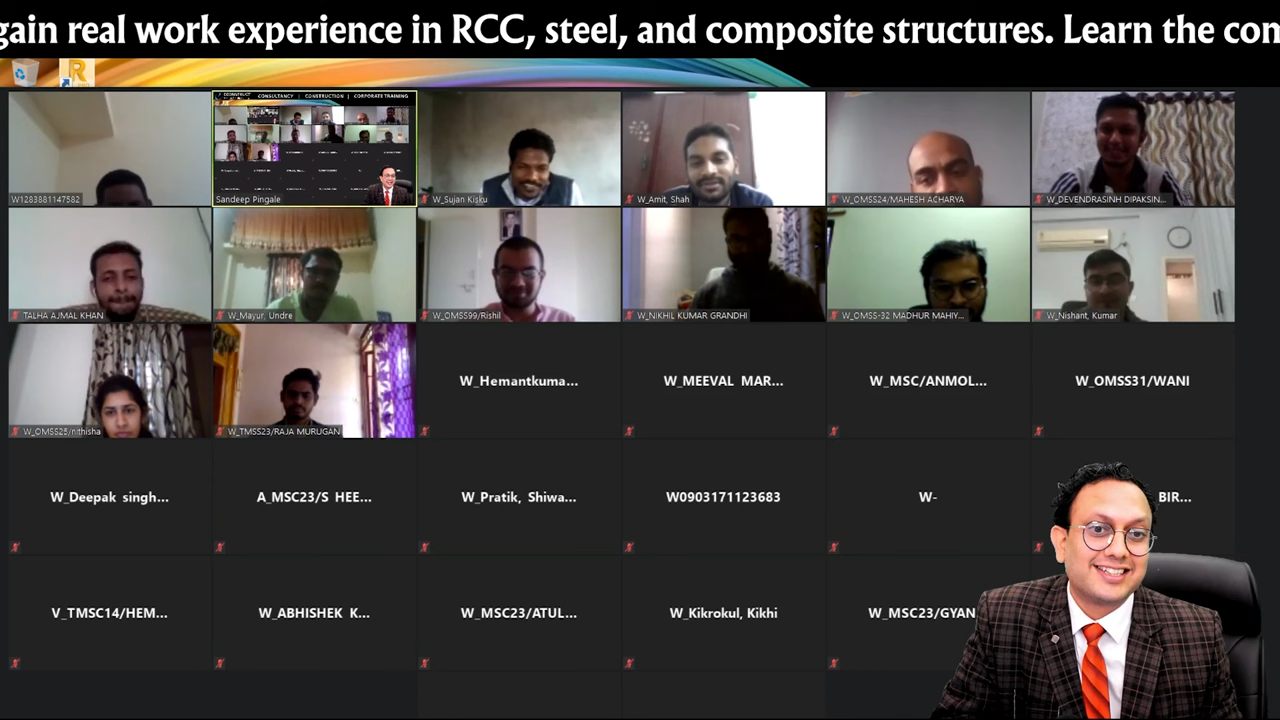 gain real work experience in RCC, steel, and composite structures. Learn the con
R
CONSULTANCY | CONSTRUCTION | CORPORATE TRAINING
W1283881147582
Sandeep Pingale
W_Sujan Kisku
W_Amit, Shah
W_OMSS24/MAHESH ACHARYA
W_DEVENDRASINH DIPAKSIN...
TALHA AJMAL KHAN
W_Mayur, Undre
W_OMSS99/Rishil
W_NIKHIL KUMAR GRANDHI
W_OMSS-32 MADHUR MAHIY...
W_Nishant, Kumar
W_OMSS25/nithisha
W_TMSS23/RAJA MURUGAN
W_Hemantkuma...
W_MEEVAL MAR...
W_MSC/ANMOL...
W_OMSS31/WANI
W_Deepak singh...
A_MSC23/S HEE...
W_Pratik, Shiwa...
W0903171123683
W-
BIR...
V_TMSC14/HEM...
W_ABHISHEK K...
W_MSC23/ATUL...
W_Kikrokul, Kikhi
W_MSC23/GYAN